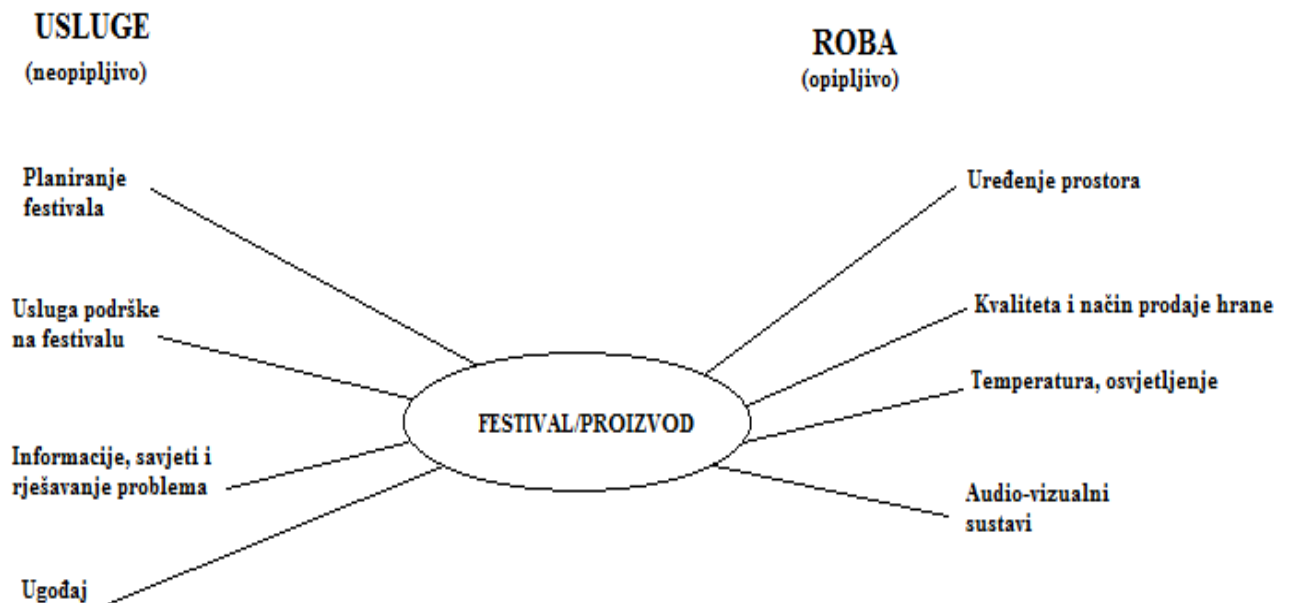 USLUGE
(neopipljivo)
ROBA
(opipljivo)
Planiranje
festivala
Usluga podrške
na festivalu
Informacije, savjeti i
rješavanje problema
Ugođaj
FESTIVAL/PROIZVOD
Uređenje prostora
Kvaliteta i način prodaje hrane
Temperatura, osvjetljenje
Audio-vizualni
sustavi